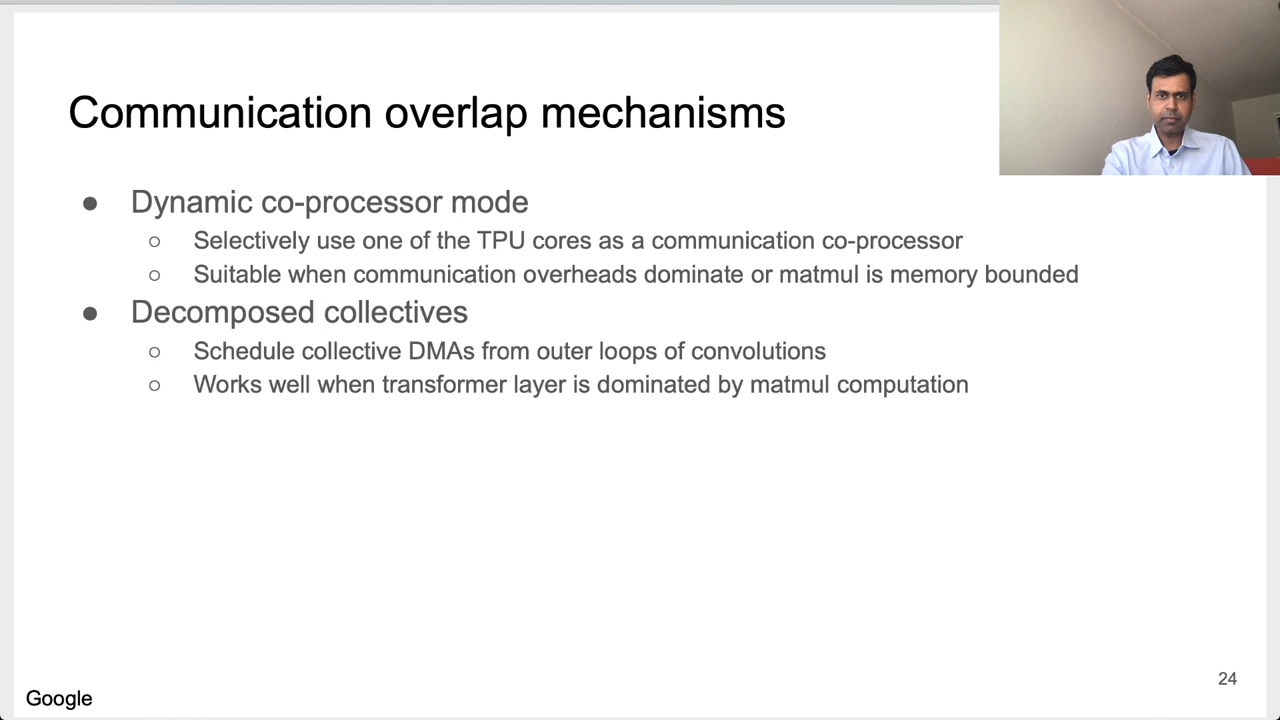 Communication overlap mechanisms
● Dynamic co-processor mode
○ Selectively use one of the TPU cores as a communication co-processor
○ Suitable when communication overheads dominate or matmul is memory bounded
● Decomposed collectives
○ Schedule collective DMAs from outer loops of convolutions
○ Works well when transformer layer is dominated by matmul computation
24
Google